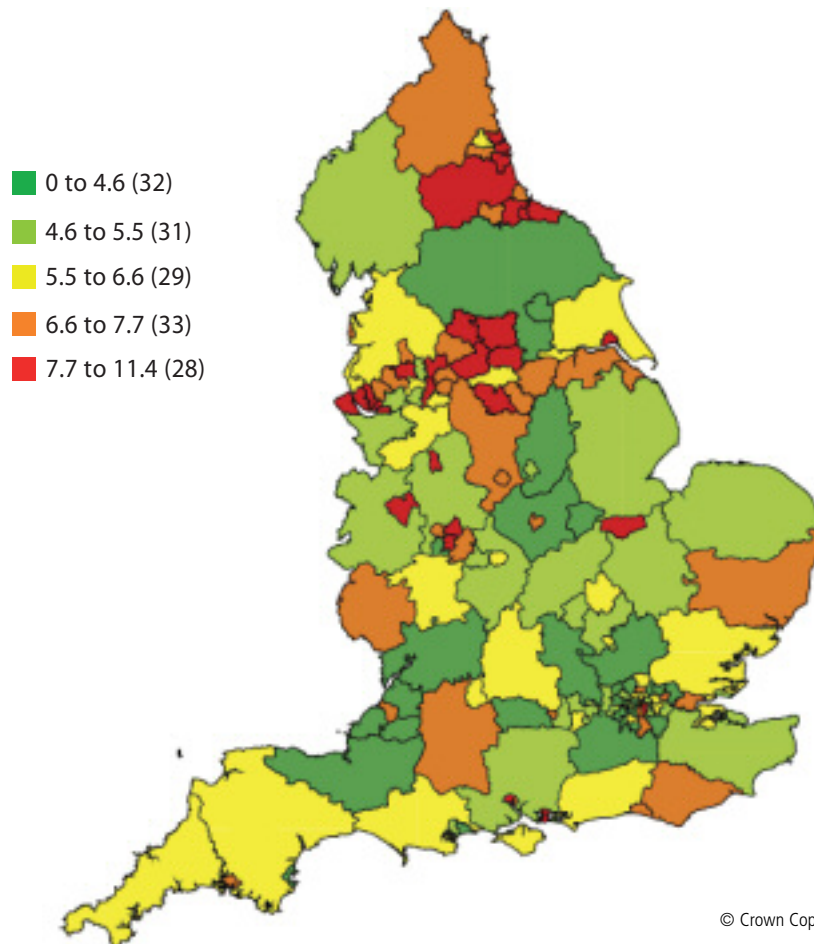 0 to 4.6 (32)
4.6 to 5.5 (31)
5.5 to 6.6 (29)
6.6 to 7.7 (33)
7.7 to 11.4 (28)
© Crown Cop